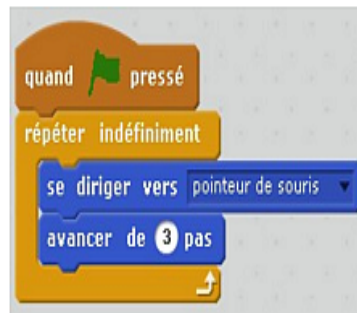 quand pressé
répéter indéfiniment
se diriger vers pointeur de souris
avancer de 3 pas